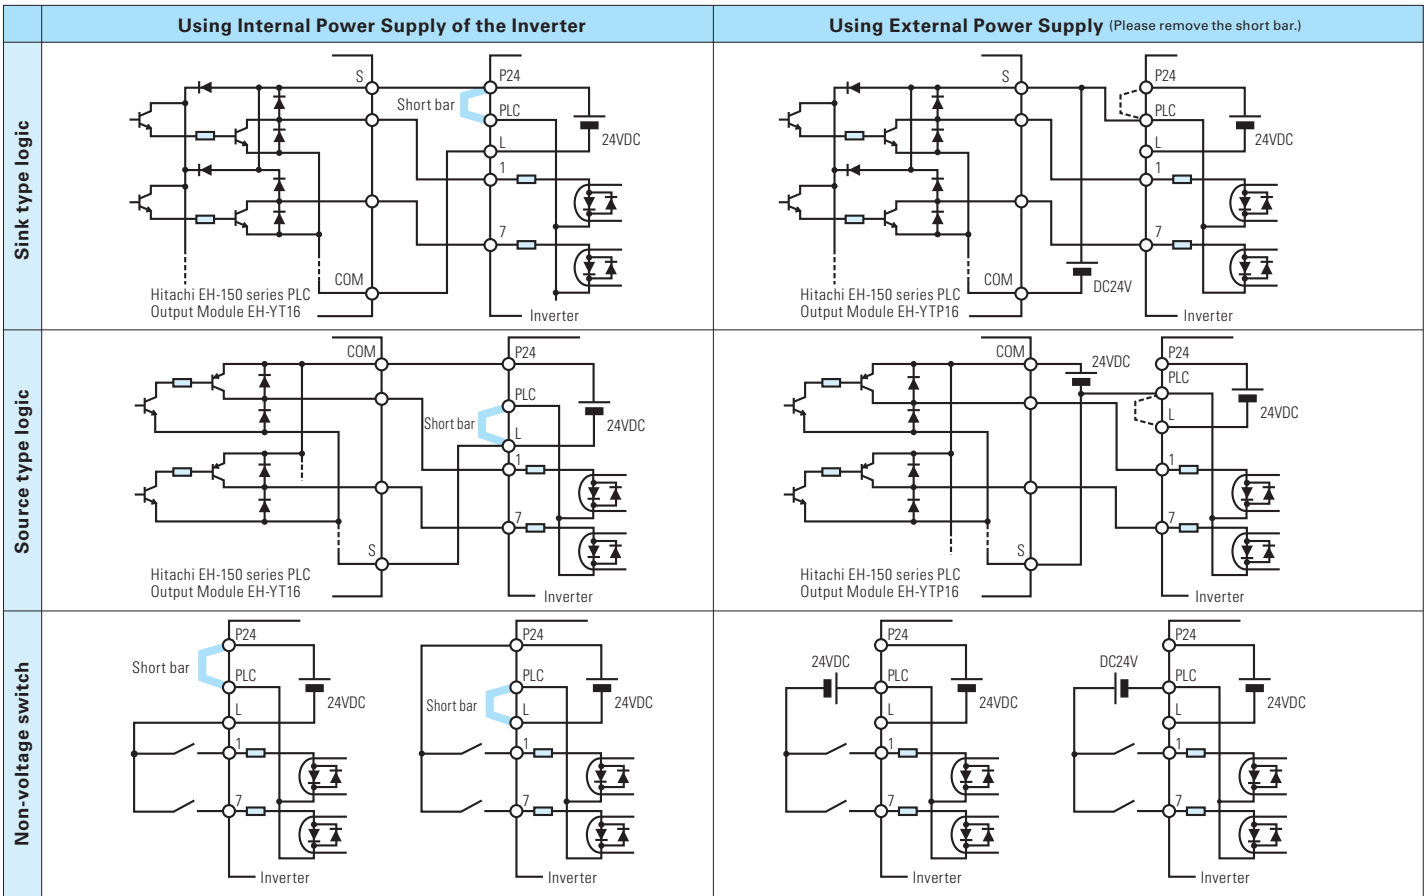 Using Internal Power Supply of the Inverter
Using External Power Supply (Please remove the short bar.)
Sink type logic
S
P24
Short bar
PLC
24VDC
L
1
7
COM
Hitachi EH-150 series PLC
Output Module EH-YT16
Inverter
S
P24
PLC
24VDC
L
1
7
COM
DC24V
Hitachi EH-150 series PLC
Output Module EH-YTP16
Inverter
Source type logic
COM
P24
PLC
Short bar
24VDC
L
1
7
S
Hitachi EH-150 series PLC
Output Module EH-YT16
Inverter
COM
24VDC
P24
PLC
L
24VDC
1
7
S
Hitachi EH-150 series PLC
Output Module EH-YTP16
Inverter
Non-voltage switch
P24
Short bar
PLC
24VDC
L
1
7
Inverter
P24
PLC
Short bar
24VDC
L
1
7
Inverter
P24
24VDC
PLC
24VDC
L
1
7
Inverter
P24
DC24V
PLC
24VDC
L
1
7
Inverter